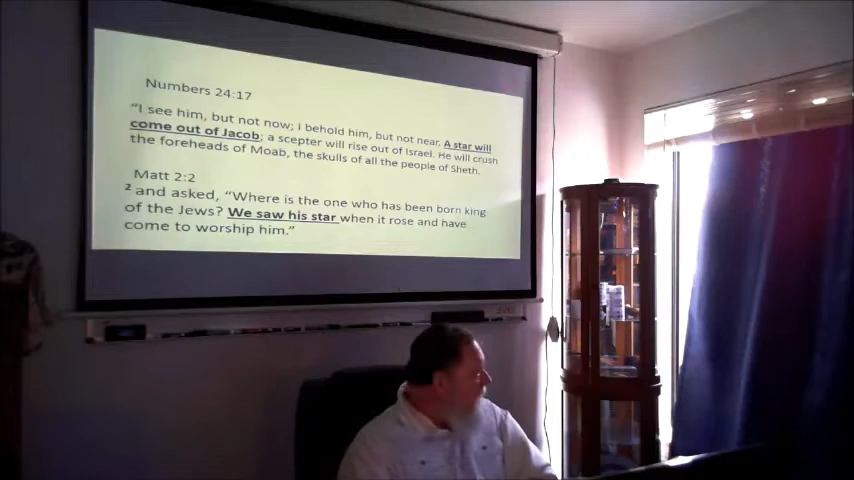 Numbers 24:17
"I see him, but not now; i behold him, but not near. A star will
come out of Jacob; a scepter will rise out of Israel. He will crush
the foreheads of Moab, the skulls of all the people of Sheth.
Matt 2:2
2 and asked, "Where is the one who has been born king
of the Jews? We saw his star when it rose and have
come to worship him."